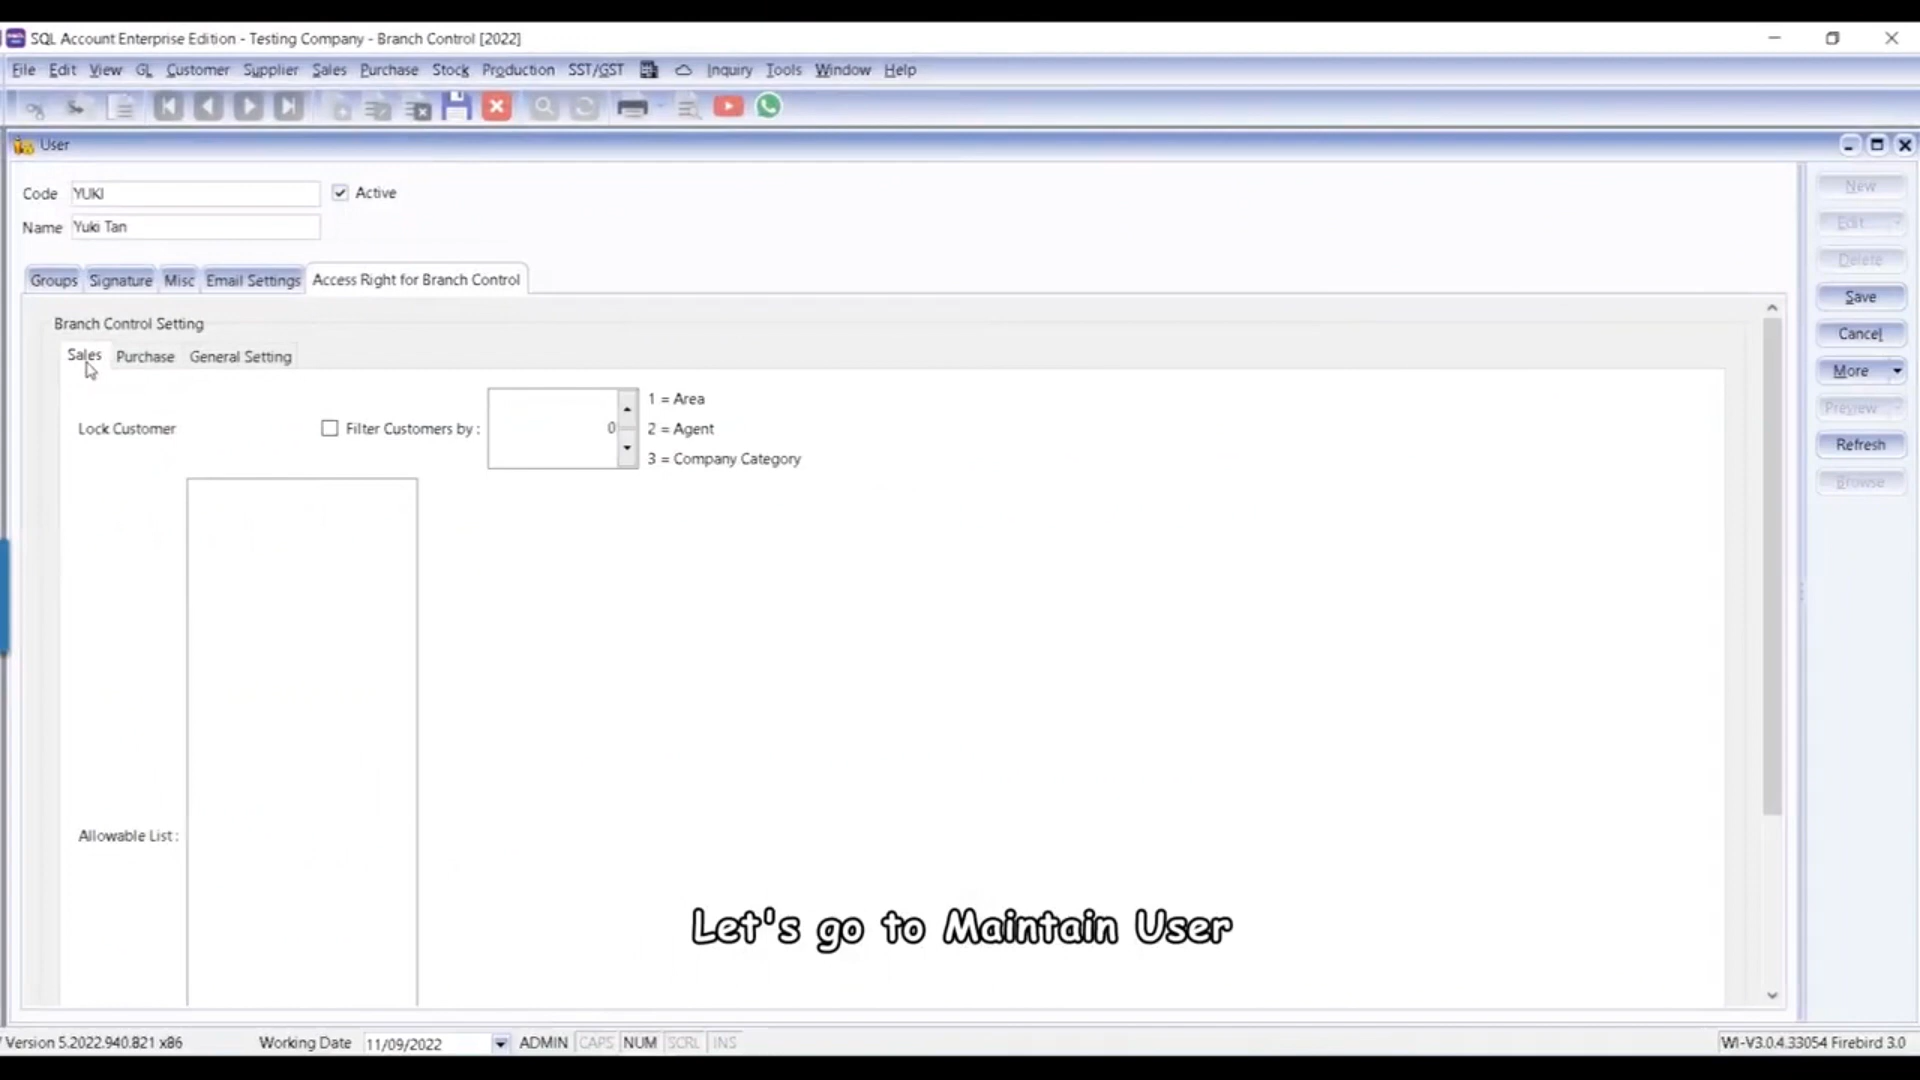 SQL Account Enterprise Edition - Testing Company - Branch Control [2022]
File Edit View GL Customer Supplier Sales Purchase Stock Production SST/GST Inquiry Tools Window Help
User
Code YUKI Active
Name Yuki Tan
Groups Signature Misc Email Settings Access Right for Branch Control
Branch Control Setting
Sales Purchase General Setting
Lock Customer Filter Customers by : 0
1 = Area
2 = Agent
3 = Company Category
Allowable List :
New
Edit
Delete
Save
Cancel
More
Preview
Refresh
Browse
Let's go to Maintain User
Version 5.2022.940.821 x86 Working Date 11/09/2022 ADMIN CAPS NUM SCRL INS WI-V3.0.4.33054 Firebird 3.0